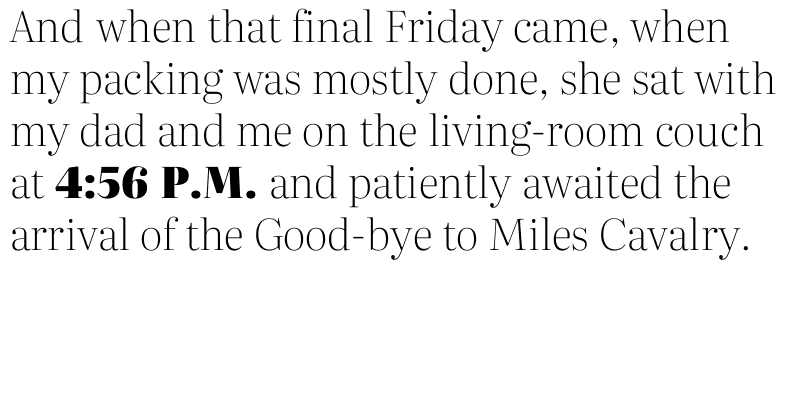 And when that final Friday came, when
my packing was mostly done, she sat with
my dad and me on the living-room couch
at 4:56 P.M. and patiently awaited the
arrival of the Good-bye to Miles Cavalry.